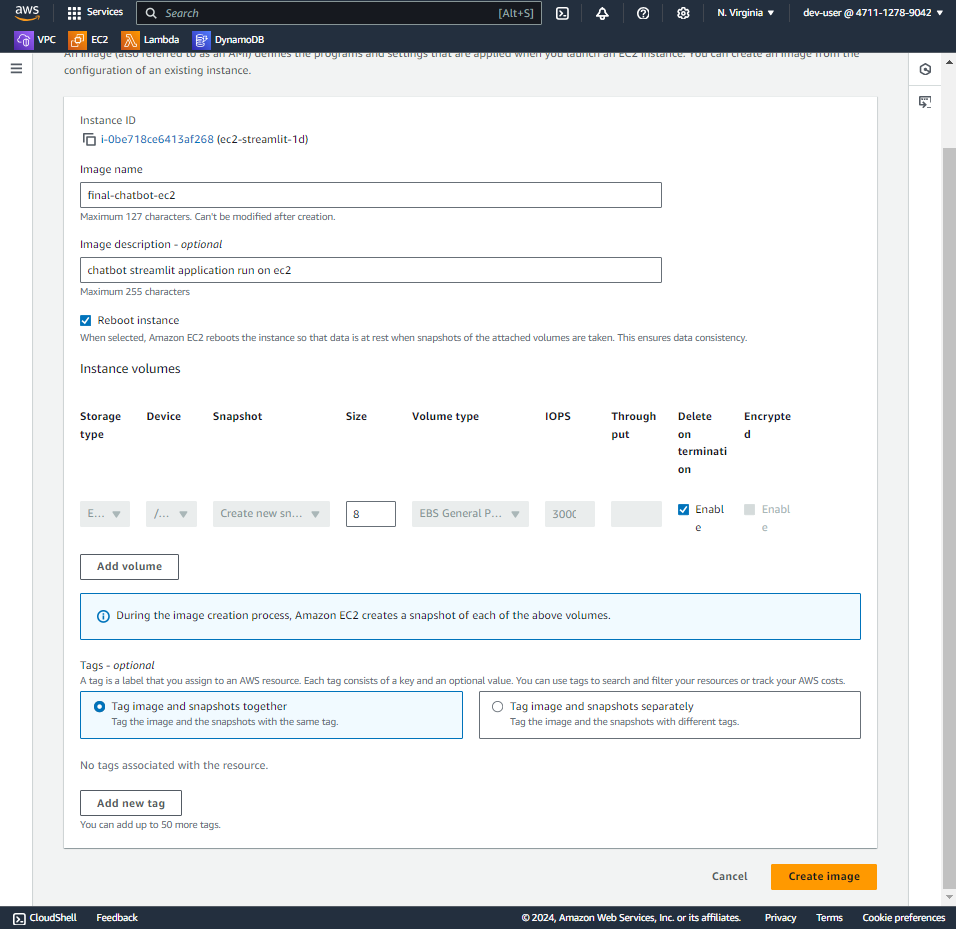 aws Services Search [Alt+S] N. Virginia dev-user @ 4711-1278-9042
VPC EC2 Lambda DynamoDB
An image (also referred to as an AMI) defines the programs and settings that are applied when you launch an EC2 instance. You can create an image from the
configuration of an existing instance.
Instance ID
i-0be718ce6413af268 (ec2-streamlit-1d)
Image name
final-chatbot-ec2
Maximum 127 characters. Can't be modified after creation.
Image description - optional
chatbot streamlit application run on ec2
Maximum 255 characters
Reboot instance
When selected, Amazon EC2 reboots the instance so that data is at rest when snapshots of the attached volumes are taken. This ensures data consistency.
Instance volumes
Storage Device Snapshot Size Volume type IOPS Through Delete Encrypte
type put on d
terminati
on
E... /... Create new sn... 8 EBS General P... 3000 Enabl Enabl
e e
Add volume
During the image creation process, Amazon EC2 creates a snapshot of each of the above volumes.
Tags - optional
A tag is a label that you assign to an AWS resource. Each tag consists of a key and an optional value. You can use tags to search and filter your resources or track your AWS costs.
Tag image and snapshots together Tag image and snapshots separately
Tag the image and the snapshots with the same tag. Tag the image and the snapshots with different tags.
No tags associated with the resource.
Add new tag
You can add up to 50 more tags.
Cancel Create image
CloudShell Feedback © 2024, Amazon Web Services, Inc. or its affiliates. Privacy Terms Cookie preferences